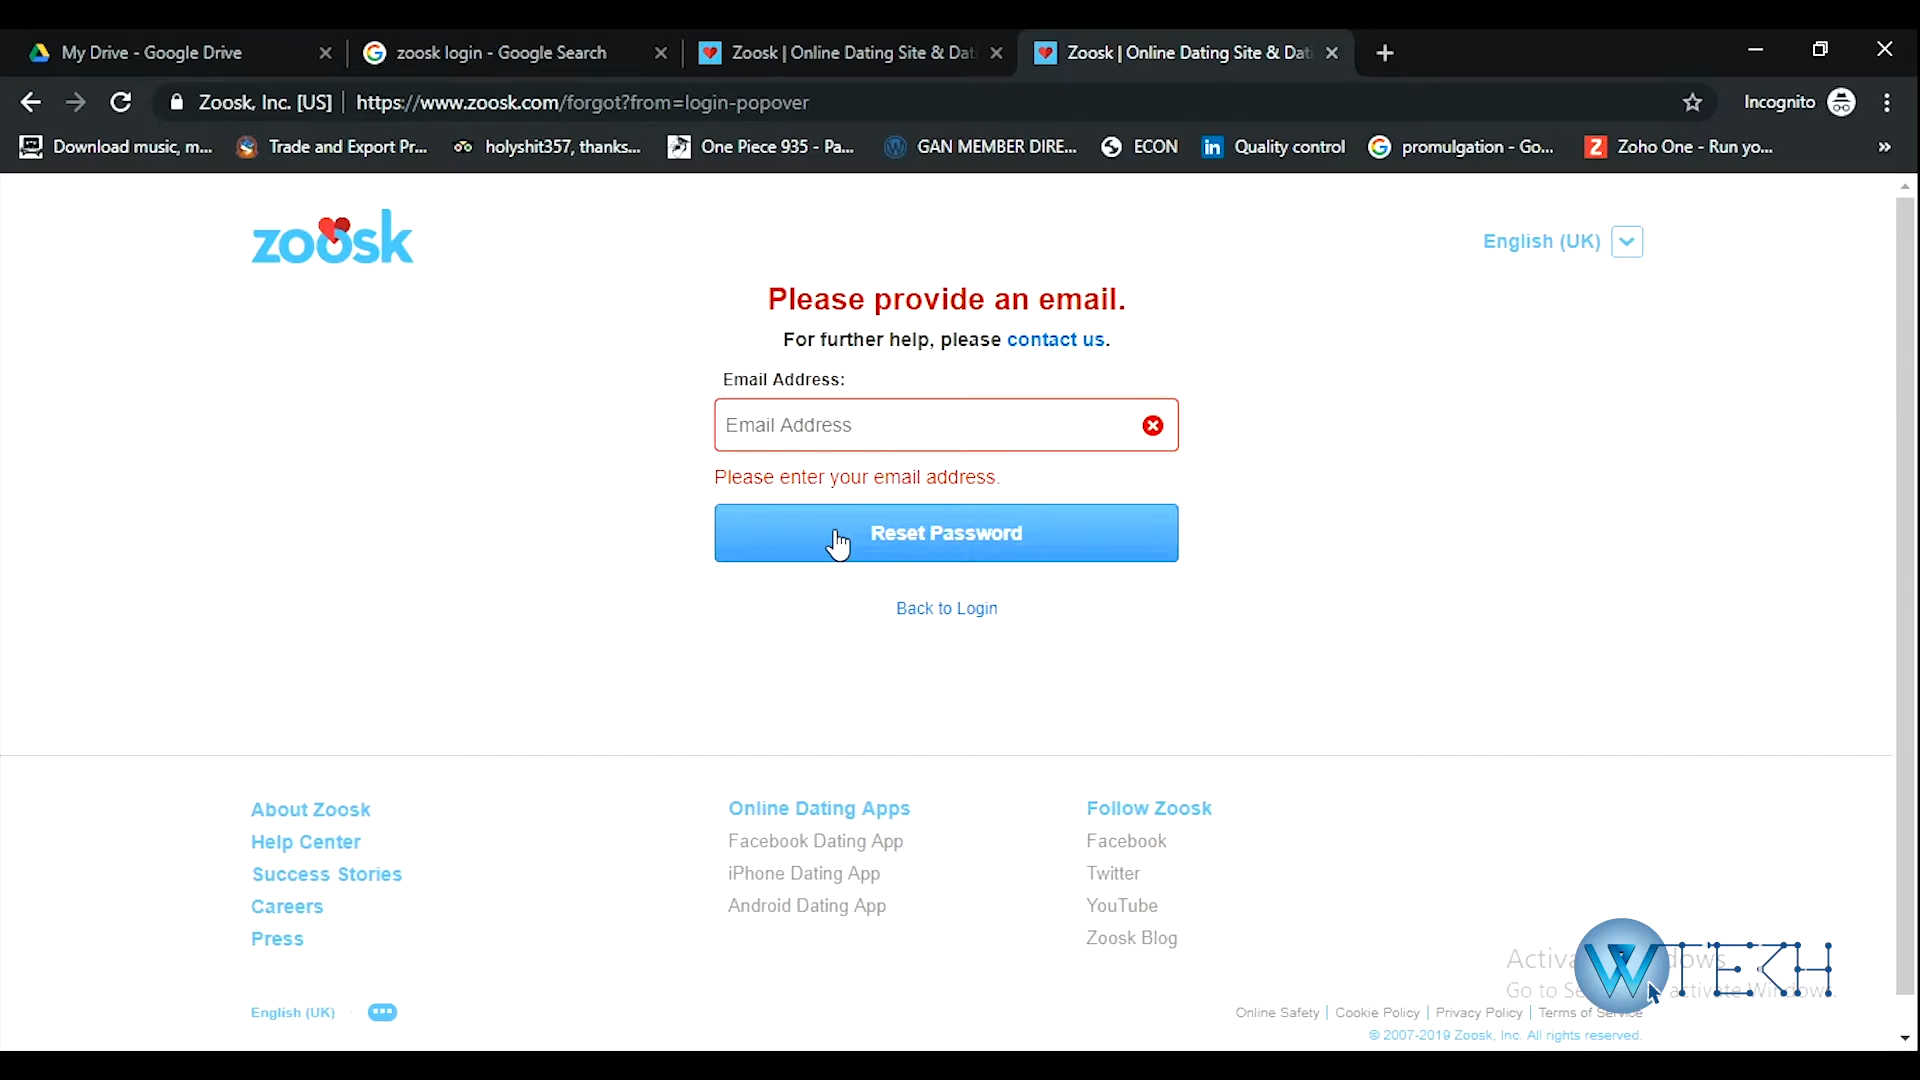 My Drive - Google Drive
zoosk login - Google Search
Zoosk | Online Dating Site & Dati
Zoosk | Online Dating Site & Dati
Zoosk, Inc. [US] | https://www.zoosk.com/forgot?from=login-popover
Incognito
Download music, m...
Trade and Export Pr...
holyshit357, thanks...
One Piece 935 - Pa...
GAN MEMBER DIRE...
ECON
Quality control
promulgation - Go...
Zoho One - Run yo...
zoosk
English (UK)
Please provide an email.
For further help, please contact us.
Email Address:
Email Address
Please enter your email address.
Reset Password
Back to Login
About Zoosk
Help Center
Success Stories
Careers
Press
Online Dating Apps
Facebook Dating App
iPhone Dating App
Android Dating App
Follow Zoosk
Facebook
Twitter
YouTube
Zoosk Blog
WTEKH
English (UK)
Online Safety | Cookie Policy | Privacy Policy | Terms of Service
© 2007-2019 Zoosk, Inc. All rights reserved.